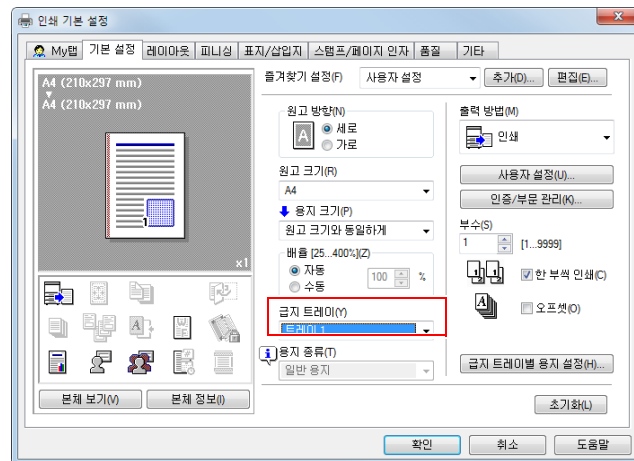 인쇄 기본 설정
My탭 기본 설정 레이아웃 피니싱 표지/삽입지 스탬프/페이지 인자 품질 기타
A4 (210x297 mm)
A4 (210x297 mm)
1
x1
본체 보기(V) 본체 정보(I)
즐겨찾기 설정(F) 사용자 설정 추가(D)... 편집(E)...
원고 방향(N)
A 세로
가로
원고 크기(R)
A4
용지 크기(P)
원고 크기와 동일하게
배율 [25...400%](Z)
자동
수동
100 %
급지 트레이(Y)
트레이 1
용지 종류(T)
일반 용지
출력 방법(M)
인쇄
사용자 설정(U)...
인증/부문 관리(K)...
부수(S)
1 [1...9999]
한 부씩 인쇄(C)
오프셋(O)
급지 트레이별 용지 설정(H)...
초기화(L)
확인 취소 도움말